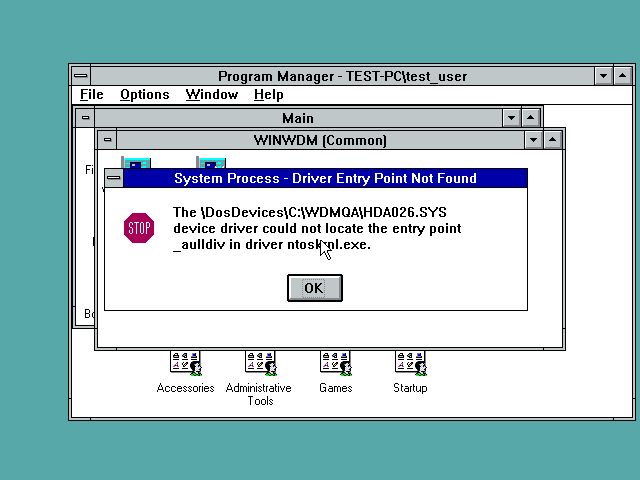 Program Manager - TEST-PC\test_user
File Options Window Help
Main
WINWDM (Common)
System Process - Driver Entry Point Not Found
STOP
The \DosDevices\C:\WDMQA\HDA026.SYS
device driver could not locate the entry point
_aulldiv in driver ntoskrnl.exe.
OK
Accessories
Administrative
Tools
Games
Startup